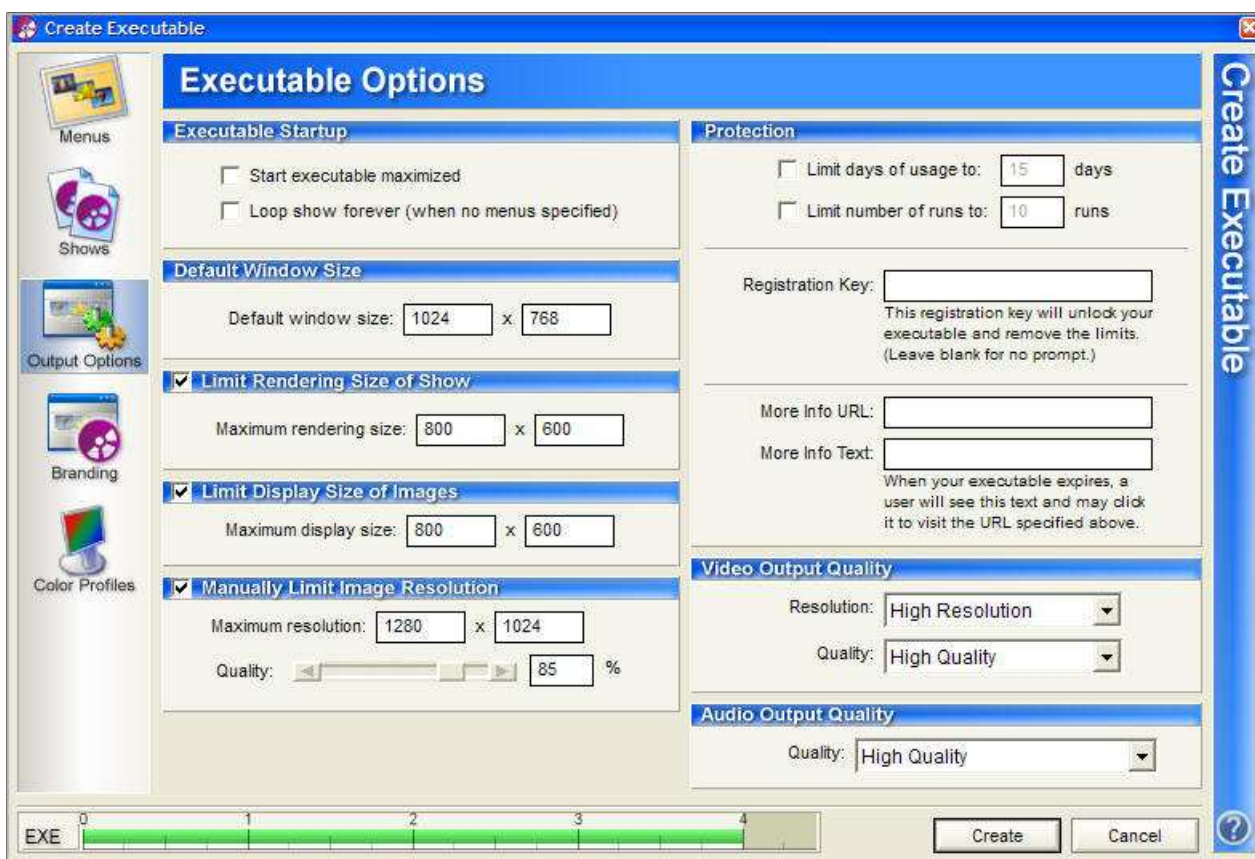 Create Executable
Menus
Shows
Output Options
Branding
Color Profiles
Executable Options
Executable Startup
Start executable maximized
Loop show forever (when no menus specified)
Default Window Size
Default window size: 1024 x 768
Limit Rendering Size of Show
Maximum rendering size: 800 x 600
Limit Display Size of Images
Maximum display size: 800 x 600
Manually Limit Image Resolution
Maximum resolution: 1280 x 1024
Quality: 85 %
Protection
Limit days of usage to: 15 days
Limit number of runs to: 10 runs
Registration Key:
This registration key will unlock your
executable and remove the limits.
(Leave blank for no prompt.)
More Info URL:
More Info Text:
When your executable expires, a
user will see this text and may click
it to visit the URL specified above.
Video Output Quality
Resolution: High Resolution
Quality: High Quality
Audio Output Quality
Quality: High Quality
Create Executable
EXE 0 1 2 3 4
Create Cancel ?